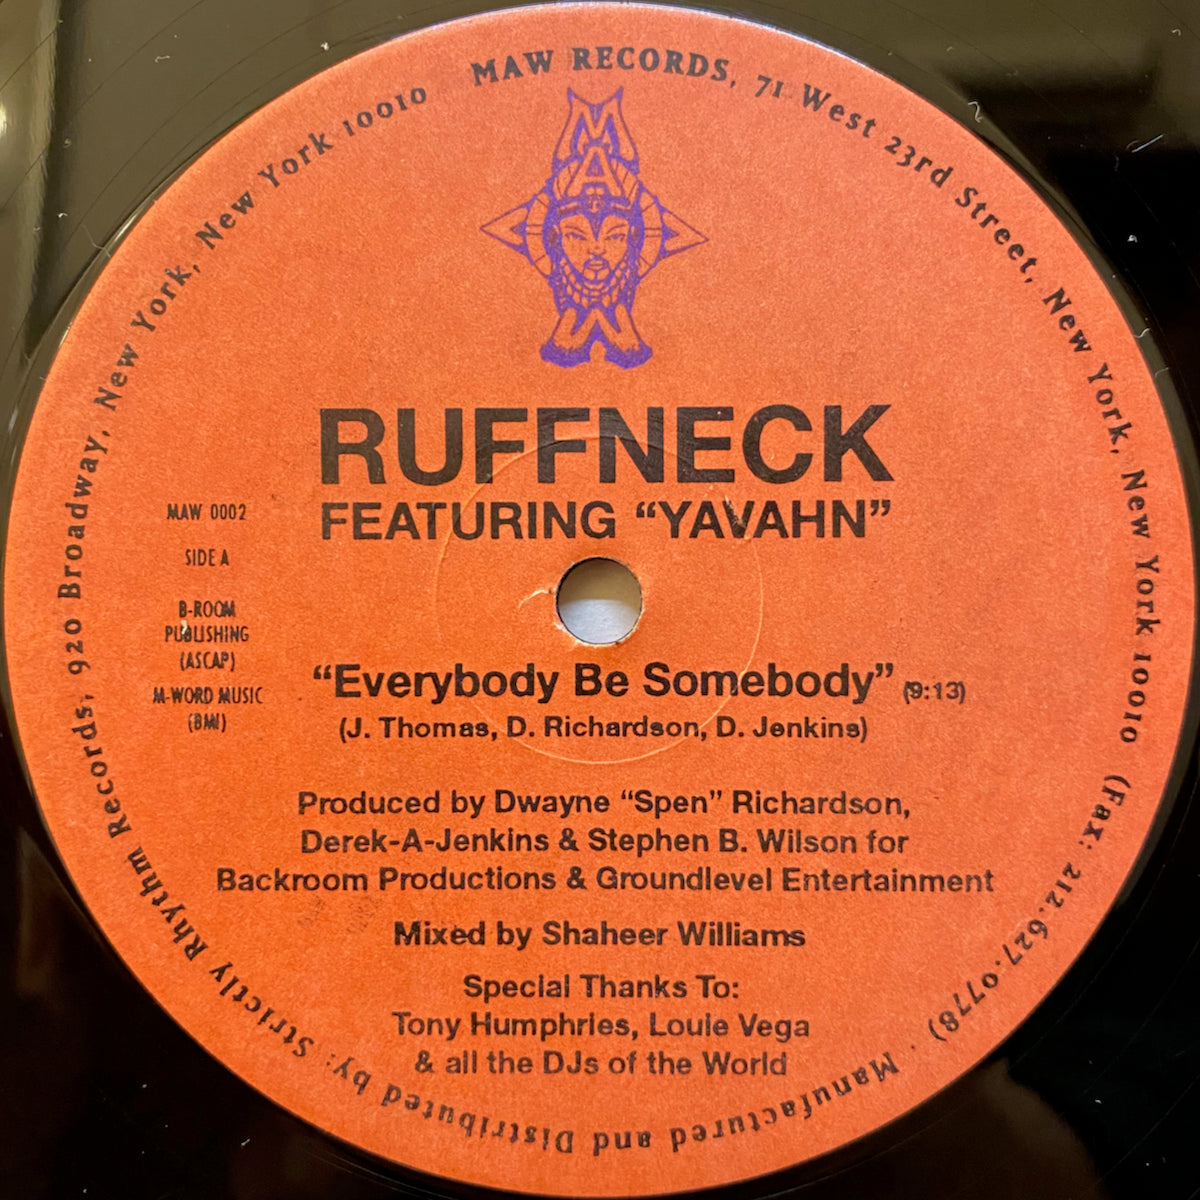 MAW RECORDS, 71 West 23rd Street, New York, New York 10010 (Fax: 212.627.0778) · Manufactured and Distributed by: Strictly Rhythm Records, 920 Broadway, New York, New York 10010
MAW
RUFFNECK
FEATURING “YAVAHN”
MAW 0002
SIDE A
B-ROOM
PUBLISHING
(ASCAP)
M-WORD MUSIC
(BMI)
“Everybody Be Somebody” (9:13)
(J. Thomas, D. Richardson, D. Jenkins)
Produced by Dwayne “Spen” Richardson,
Derek-A-Jenkins & Stephen B. Wilson for
Backroom Productions & Groundlevel Entertainment
Mixed by Shaheer Williams
Special Thanks To:
Tony Humphries, Louie Vega
& all the DJs of the World